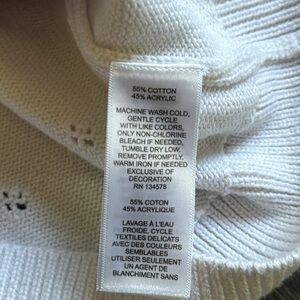 55% COTTON
45% ACRYLIC
MACHINE WASH COLD,
GENTLE CYCLE
WITH LIKE COLORS,
ONLY NON-CHLORINE
BLEACH IF NEEDED,
TUMBLE DRY LOW,
REMOVE PROMPTLY,
WARM IRON IF NEEDED
EXCLUSIVE OF
DECORATION
RN 134578
55% COTON
45% ACRYLIQUE
LAVAGE À L'EAU
FROIDE, CYCLE
TEXTILES DELICATS
AVEC DES COULEURS
SEMBLABLES
UTILISER SEULEMENT
UN AGENT DE
BLANCHIMENT SANS